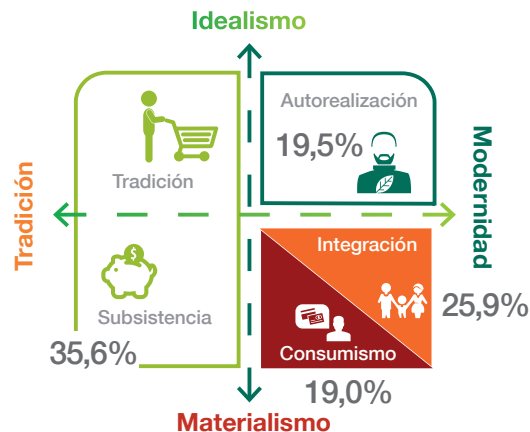 Idealismo
Autorealización
19,5%
Tradición
Tradición
Modernidad
Integración
25,9%
$
Subsistencia
35,6%
Consumismo
19,0%
Materialismo